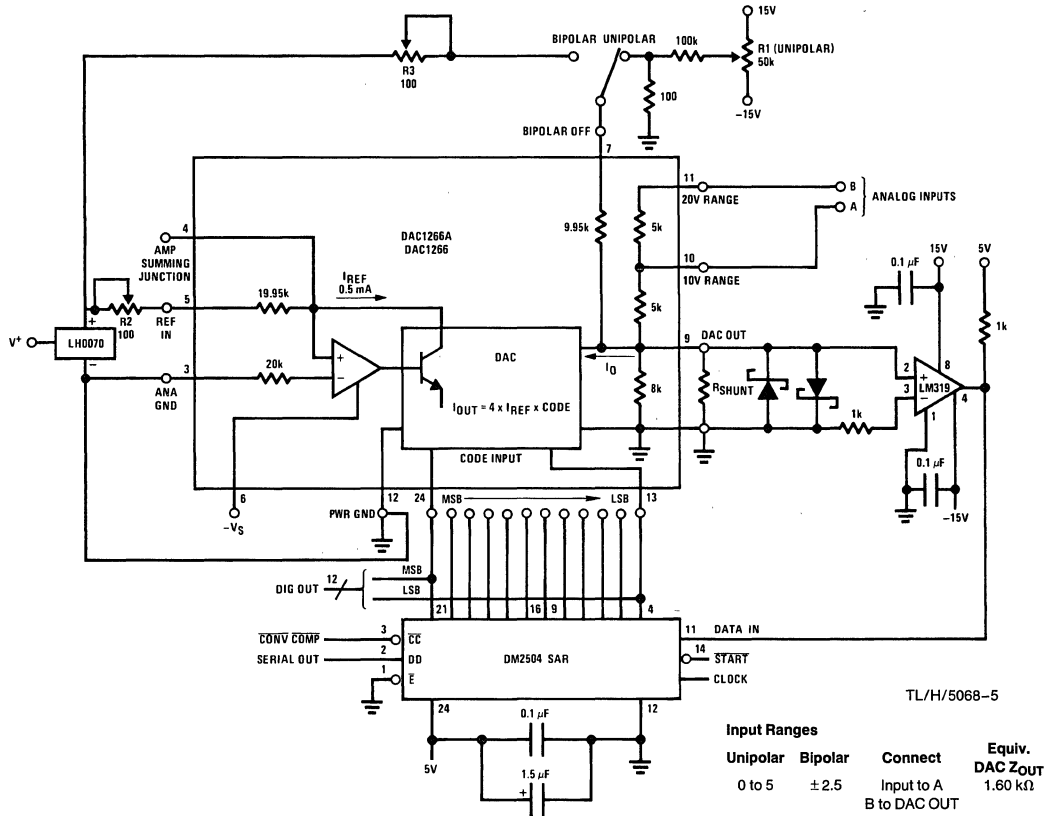 15V
BIPOLAR UNIPOLAR
100k
R1 (UNIPOLAR)
50k
R3
100
100
-15V
BIPOLAR OFF
7
11
20V RANGE
B
A
ANALOG INPUTS
9.95k
5k
4
DAC1266A
DAC1266
AMP
SUMMING
JUNCTION
10
10V RANGE
15V
5V
0.1 μF
IREF
0.5 mA
5
19.95k
5k
REF
IN
R2
100
1k
V+
LH0070
+
-
DAC
9
DAC OUT
IO
2
3
8
LM319
4
1
+
-
3
20k
ANA
GND
+
-
8k
RSHUNT
IOUT = 4 x IREF x CODE
1k
CODE INPUT
0.1 μF
6
12
24
MSB
LSB
13
-VS
PWR GND
-15V
DIG OUT
12
MSB
LSB
21
16
9
4
11
DATA IN
CONV COMP
3
CC
14
START
SERIAL OUT
2
DD
DM2504 SAR
1
E
CLOCK
24
12
TL/H/5068-5
0.1 μF
5V
1.5 μF
+
Input Ranges
Unipolar Bipolar Connect Equiv. DAC ZOUT
0 to 5 ±2.5 Input to A 1.60 kΩ
B to DAC OUT